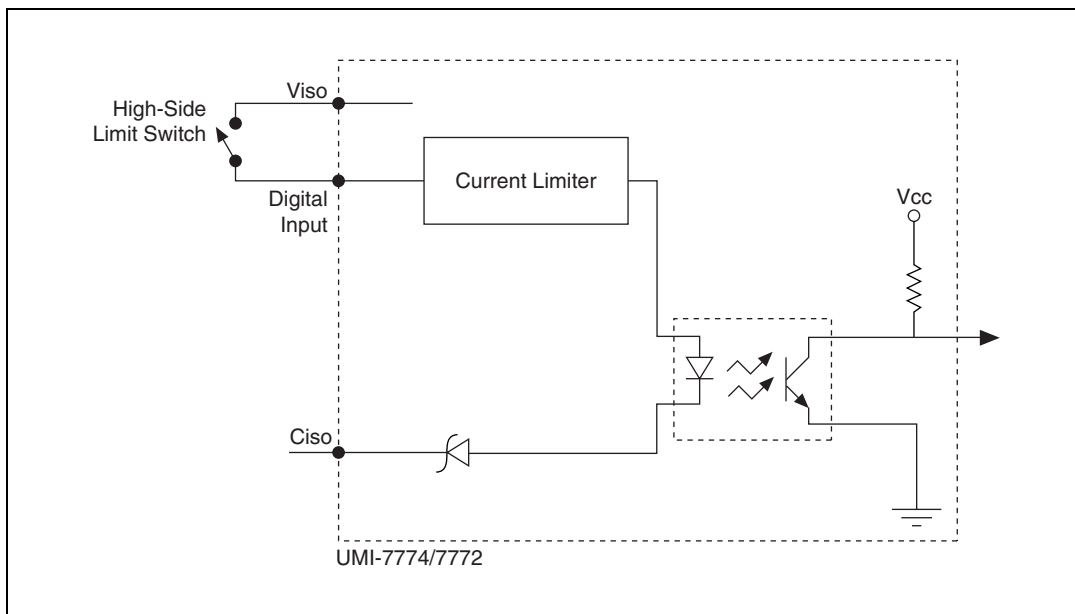 Viso
High-Side
Limit Switch
Current Limiter
Digital
Input
Vcc
Ciso
UMI-7774/7772